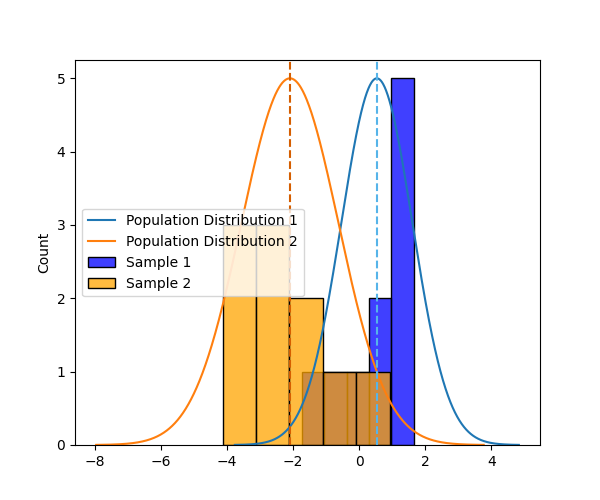 5
4
3
2
1
0
Count
Population Distribution 1
Population Distribution 2
Sample 1
Sample 2
−8 −6 −4 −2 0 2 4